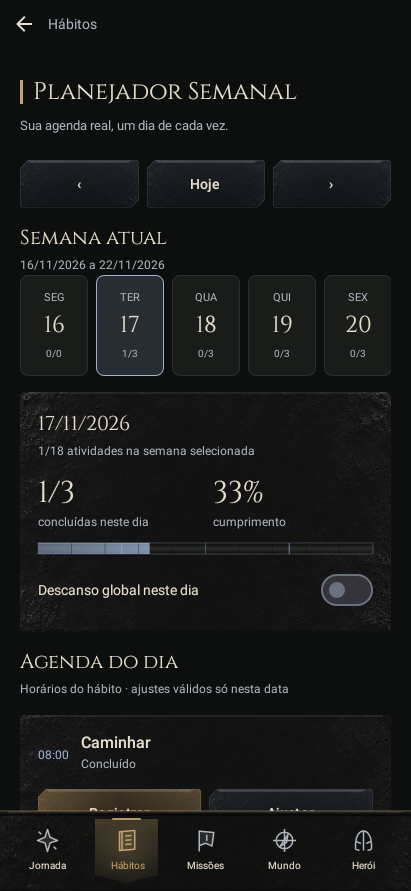 Hábitos
Planejador Semanal
Sua agenda real, um dia de cada vez.
‹ Hoje ›
Semana atual
16/11/2026 a 22/11/2026
SEG TER QUA QUI SEX
16 17 18 19 20
0/0 1/3 0/3 0/3 0/3
17/11/2026
1/18 atividades na semana selecionada
1/3 33%
concluídas neste dia cumprimento
Descanso global neste dia
Agenda do dia
Horários do hábito · ajustes válidos só nesta data
08:00 Caminhar
Concluído
Jornada Hábitos Missões Mundo Herói